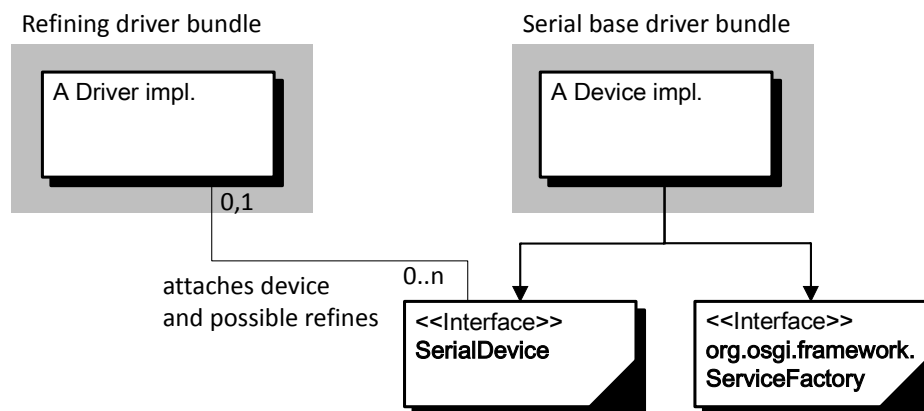 Refining driver bundle
Serial base driver bundle
A Driver impl.
A Device impl.
0,1
0..n
attaches device
and possible refines
<<Interface>>
SerialDevice
<<Interface>>
org.osgi.framework.
ServiceFactory